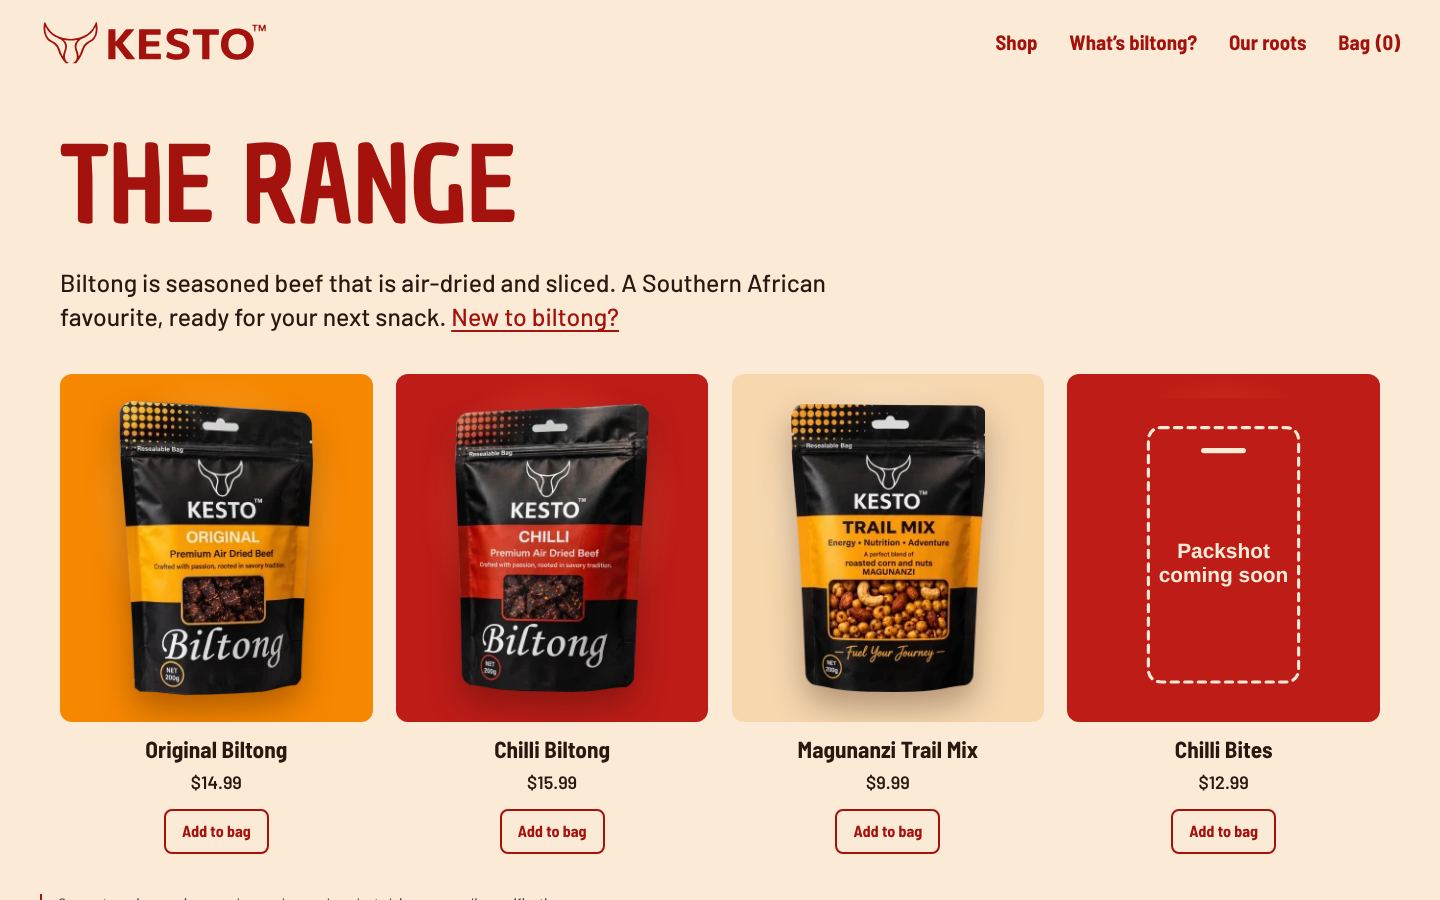 KESTO™
Shop
What's biltong?
Our roots
Bag (0)
THE RANGE
Biltong is seasoned beef that is air-dried and sliced. A Southern African
favourite, ready for your next snack. New to biltong?
Resealable Bag
KESTO™
ORIGINAL
Premium Air Dried Beef
Crafted with passion, rooted in savory tradition.
Biltong
NET
200g
Resealable Bag
KESTO™
CHILLI
Premium Air Dried Beef
Crafted with passion, rooted in savory tradition.
Biltong
NET
200g
Resealable Bag
KESTO™
TRAIL MIX
Energy • Nutrition • Adventure
A perfect blend of
roasted corn and nuts
MAGUNANZI
— Fuel Your Journey —
NET
200g
Packshot
coming soon
Original Biltong
$14.99
Add to bag
Chilli Biltong
$15.99
Add to bag
Magunanzi Trail Mix
$9.99
Add to bag
Chilli Bites
$12.99
Add to bag